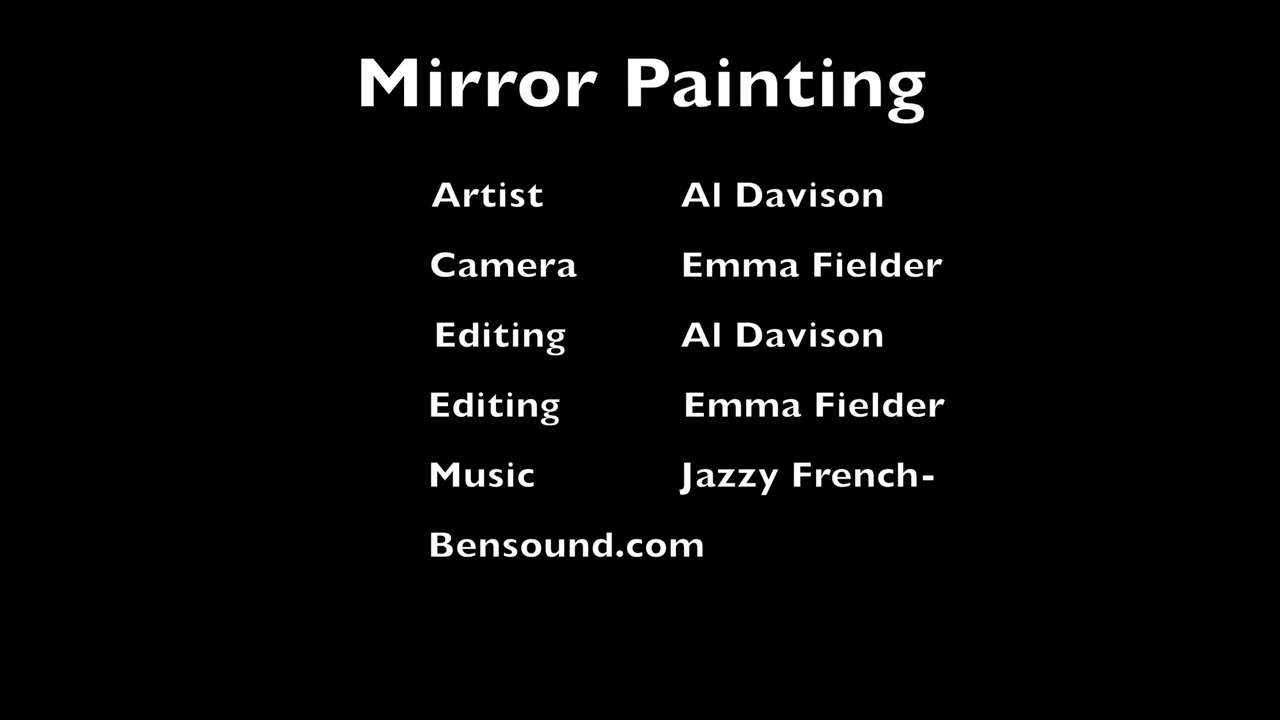 Mirror Painting
Artist Al Davison
Camera Emma Fielder
Editing Al Davison
Editing Emma Fielder
Music Jazzy French-
Bensound.com